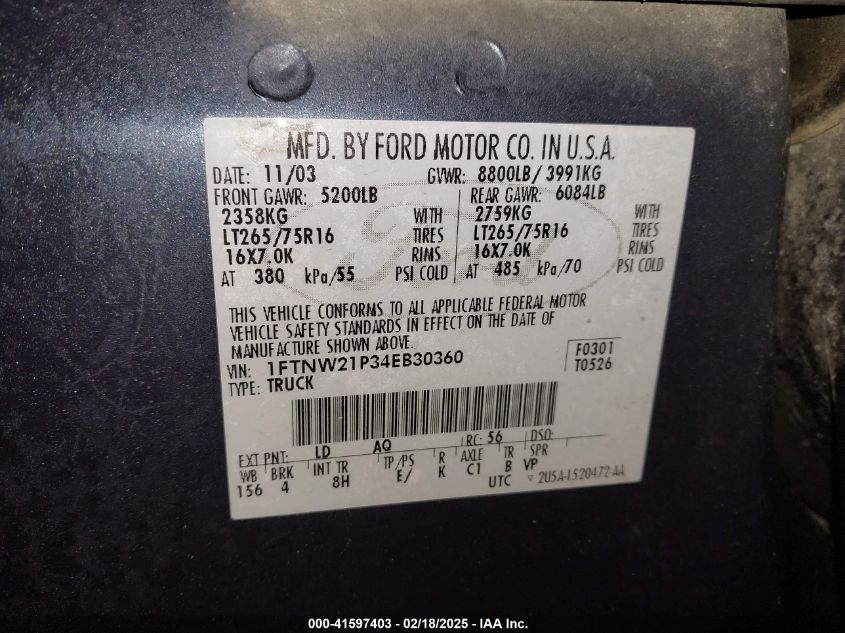 MFD. BY FORD MOTOR CO. IN U.S.A.
DATE: 11/03 GVWR: 8800LB/ 3991KG
FRONT GAWR: 5200LB REAR GAWR: 6084LB
2358KG WITH 2759KG WITH
LT265/75R16 TIRES LT265/75R16 TIRES
16X7.0K RIMS 16X7.0K RIMS
AT 380 kPa/55 PSI COLD AT 485 kPa/70 PSI COLD
THIS VEHICLE CONFORMS TO ALL APPLICABLE FEDERAL MOTOR
VEHICLE SAFETY STANDARDS IN EFFECT ON THE DATE OF
MANUFACTURE SHOWN ABOVE.
VIN: 1FTNW21P34EB30360 F0301
TYPE: TRUCK T0526
EXT PNT: LD AQ RC: 56 DSO:
WB BRK INT TR TP/PS R AXLE TR SPR
156 4 8H E/ K C1 B VP
UTC ▽ 2U5A-1520472-AA
Ford
000-41597403 - 02/18/2025 - IAA Inc.